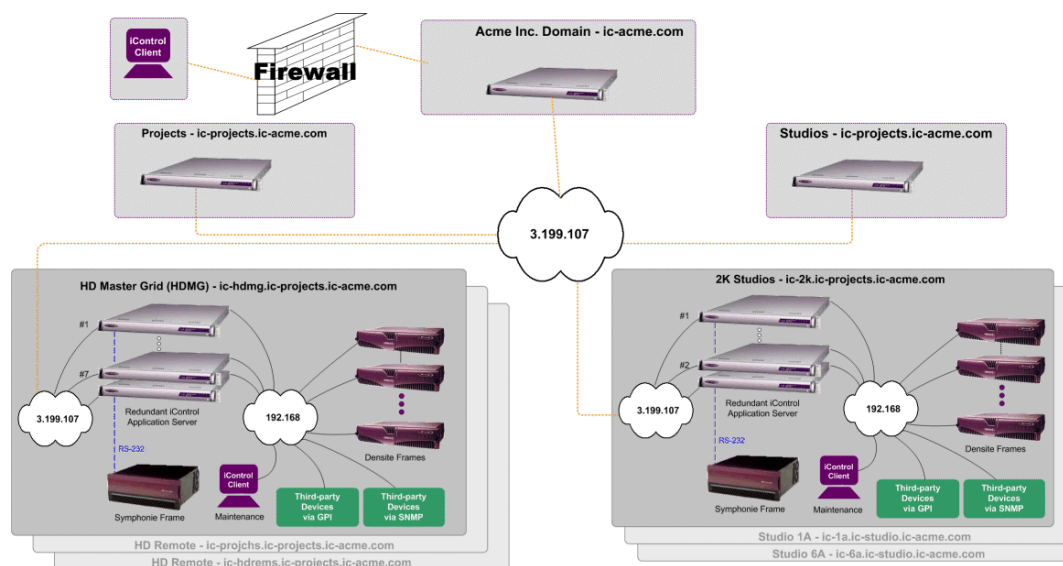 iControl
Client
Firewall
Acme Inc. Domain - ic-acme.com
Projects - ic-projects.ic-acme.com
Studios - ic-projects.ic-acme.com
3.199.107
HD Master Grid (HDMG) - ic-hdmg.ic-projects.ic-acme.com
#1
#7
3.199.107
Redundant iControl
Application Server
192.168
RS-232
Densite Frames
Symphonie Frame
iControl
Client
Maintenance
Third-party
Devices
via GPI
Third-party
Devices
via SNMP
HD Remote - ic-projchs.ic-projects.ic-acme.com
HD Remote - ic-hdrems.ic-projects.ic-acme.com
2K Studios - ic-2k.ic-projects.ic-acme.com
#1
#2
3.199.107
Redundant iControl
Application Server
192.168
RS-232
Densite Frames
Symphonie Frame
iControl
Client
Maintenance
Third-party
Devices
via GPI
Third-party
Devices
via SNMP
Studio 1A - ic-1a.ic-studio.ic-acme.com
Studio 6A - ic-6a.ic-studio.ic-acme.com